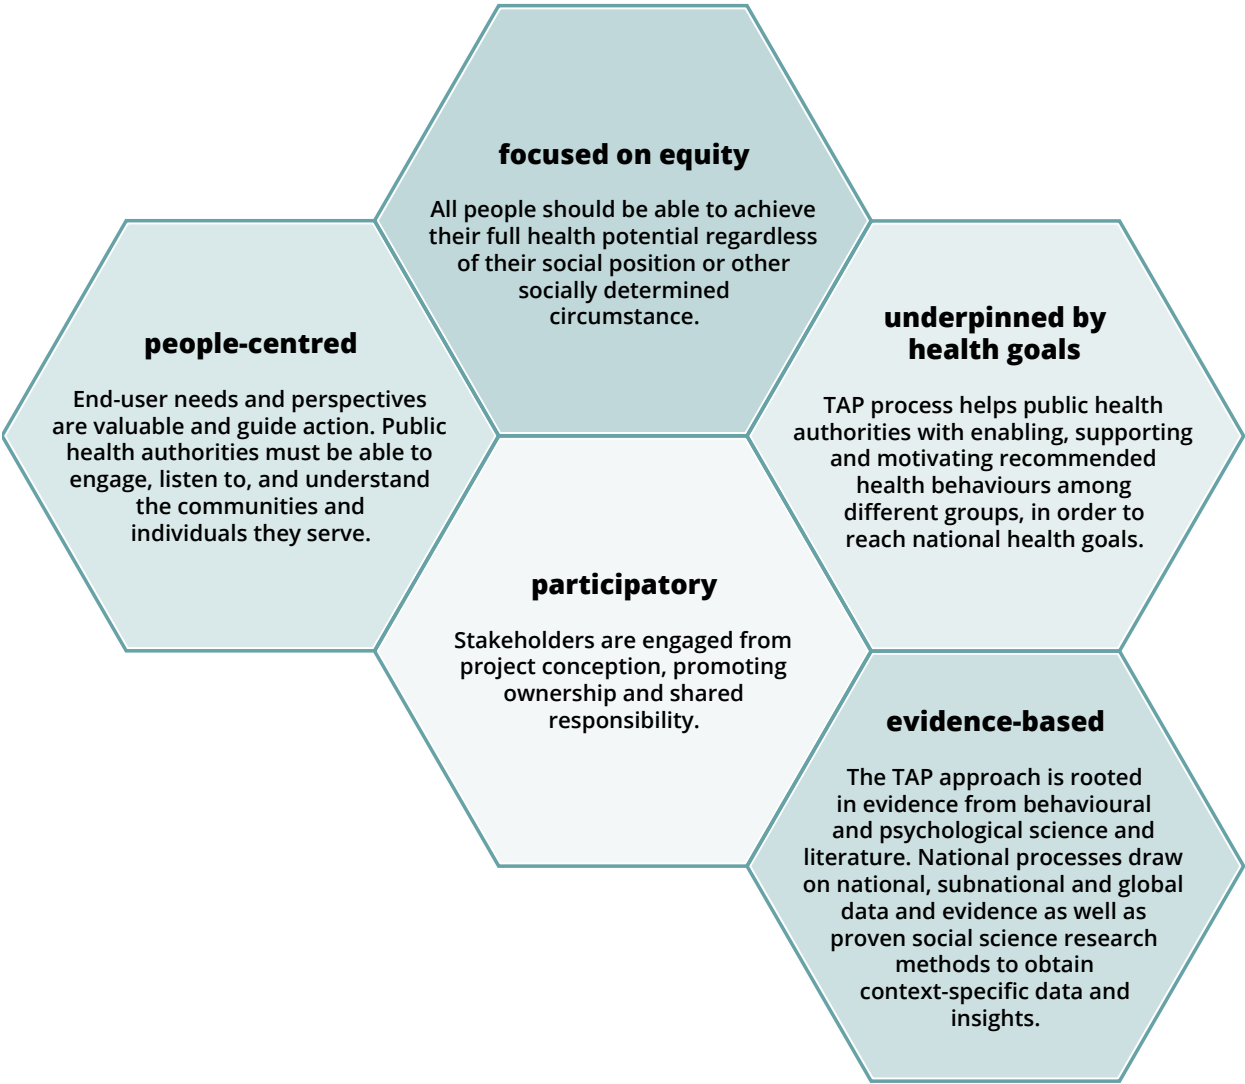 focused on equity
All people should be able to achieve
their full health potential regardless
of their social position or other
socially determined
circumstance.
people-centred
End-user needs and perspectives
are valuable and guide action. Public
health authorities must be able to
engage, listen to, and understand
the communities and
individuals they serve.
underpinned by
health goals
TAP process helps public health
authorities with enabling, supporting
and motivating recommended
health behaviours among
different groups, in order to
reach national health goals.
participatory
Stakeholders are engaged from
project conception, promoting
ownership and shared
responsibility.
evidence-based
The TAP approach is rooted
in evidence from behavioural
and psychological science and
literature. National processes draw
on national, subnational and global
data and evidence as well as
proven social science research
methods to obtain
context-specific data and
insights.